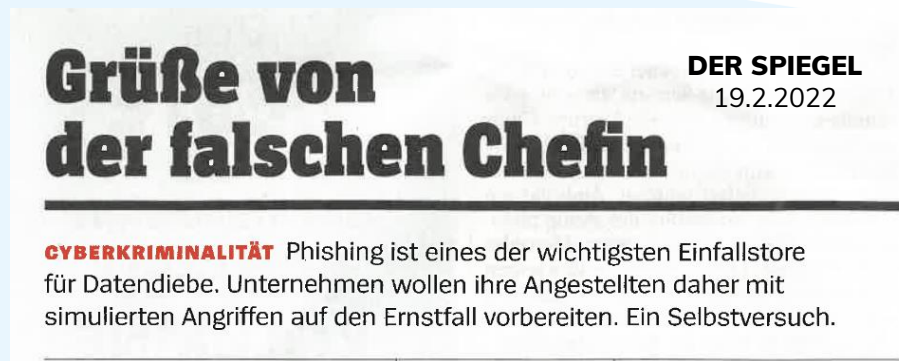 Grüße von
der falschen Chefin
DER SPIEGEL
19.2.2022
CYBERKRIMINALITÄT Phishing ist eines der wichtigsten Einfallstore
für Datendiebe. Unternehmen wollen ihre Angestellten daher mit
simulierten Angriffen auf den Ernstfall vorbereiten. Ein Selbstversuch.